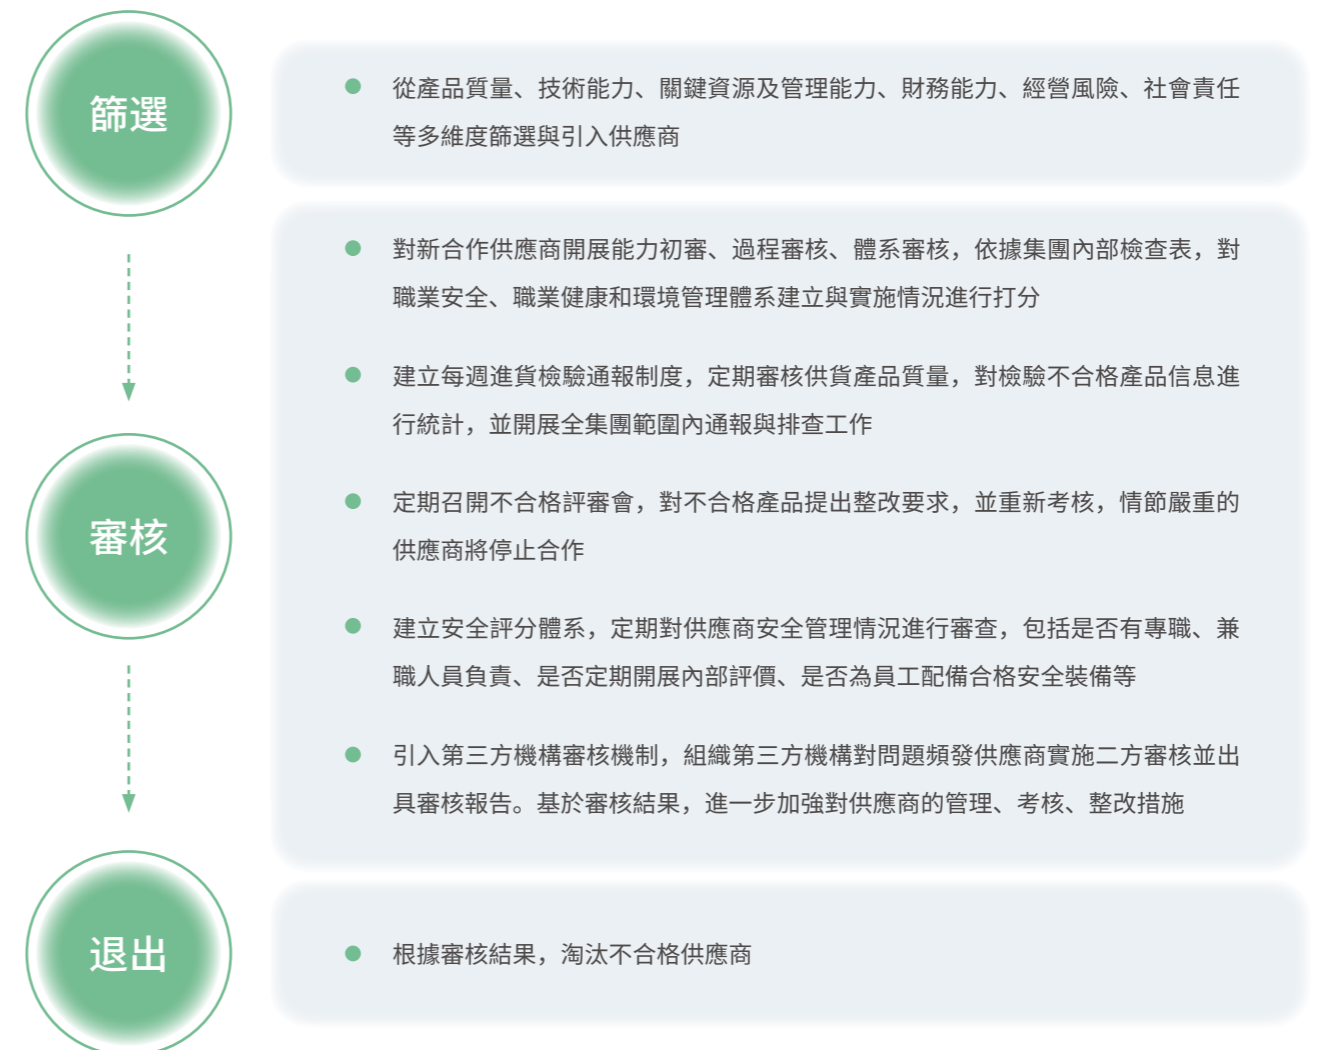 篩選
從產品質量、技術能力、關鍵資源及管理能力、財務能力、經營風險、社會責任
等多維度篩選與引入供應商
審核
對新合作供應商開展能力初審、過程審核、體系審核，依據集團內部檢查表，對
職業安全、職業健康和環境管理體系建立與實施情況進行打分
建立每週進貨檢驗通報制度，定期審核供貨產品質量，對檢驗不合格產品信息進
行統計，並開展全集團範圍內通報與排查工作
定期召開不合格評審會，對不合格產品提出整改要求，並重新考核，情節嚴重的
供應商將停止合作
建立安全評分體系，定期對供應商安全管理情況進行審查，包括是否有專職、兼
職人員負責、是否定期開展內部評價、是否為員工配備合格安全裝備等
引入第三方機構審核機制，組織第三方機構對問題頻發供應商實施二方審核並出
具審核報告。基於審核結果，進一步加強對供應商的管理、考核、整改措施
退出
根據審核結果，淘汰不合格供應商